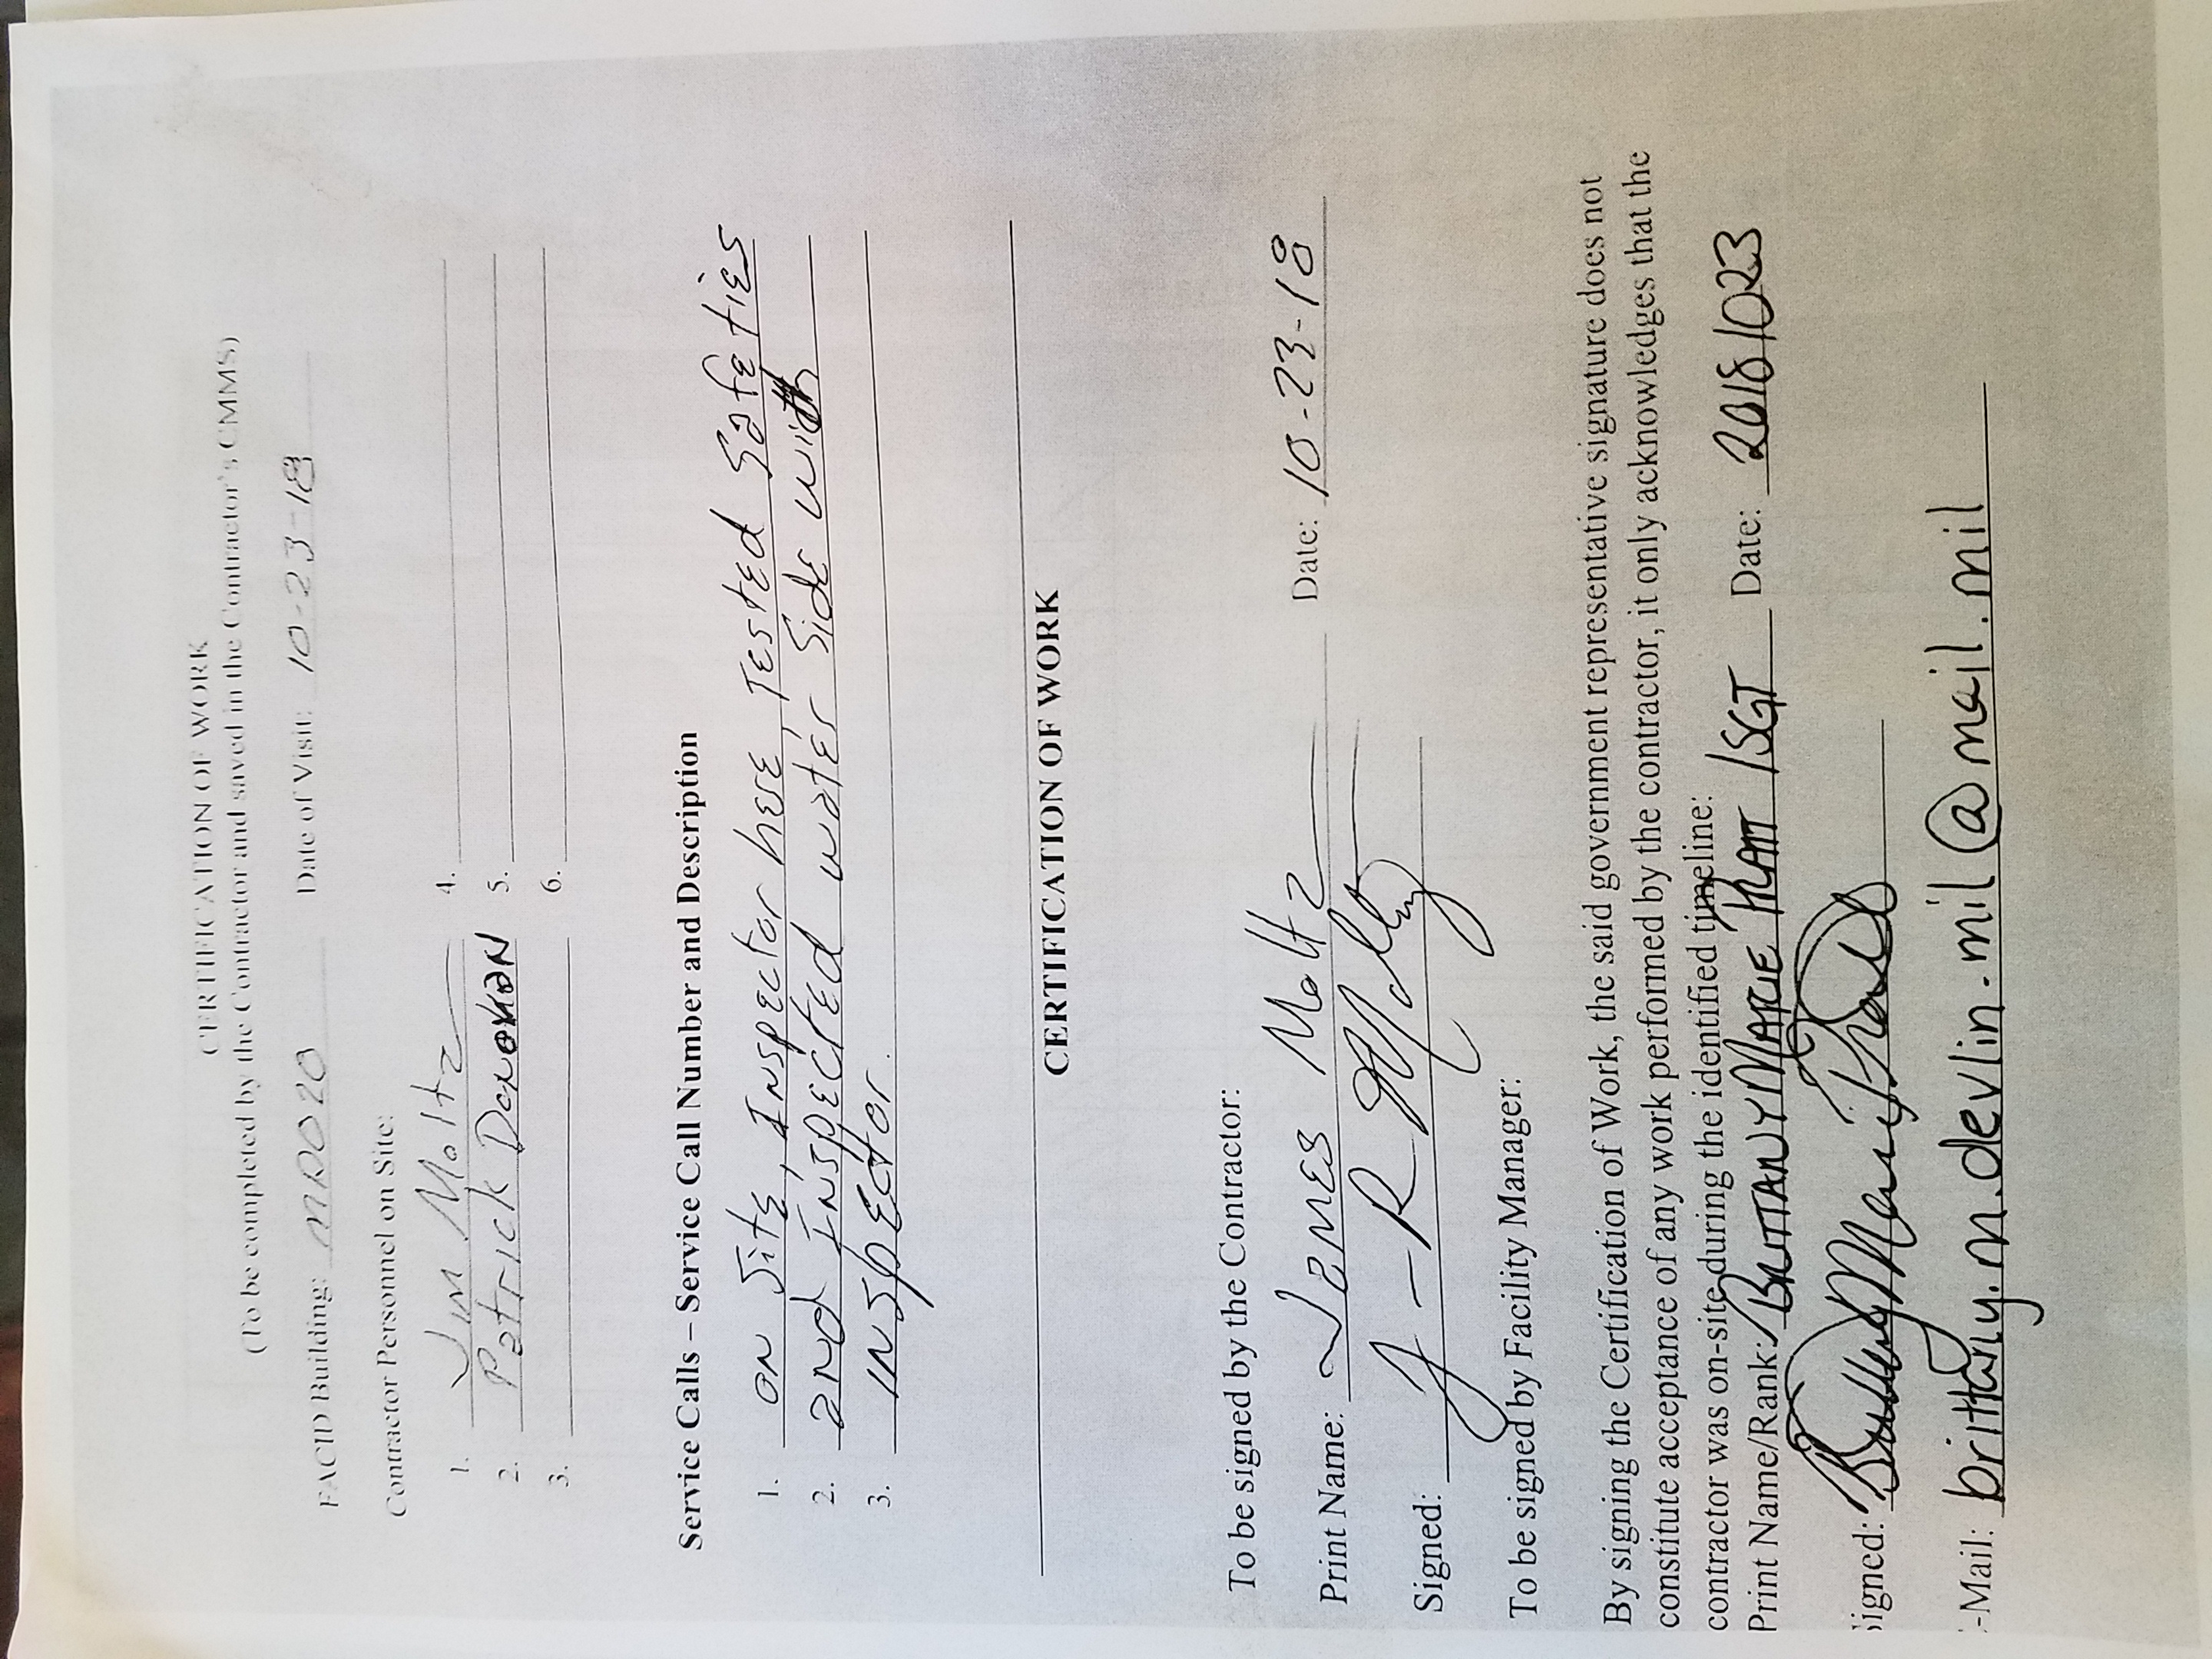 CERTIFICATION OF WORK
(To be completed by the Contractor and saved in the Contractor's CMMS)
FACID Building: MD020 Date of Visit: 10-23-18
Contractor Personnel on Site:
1. Jim Moltz 4.
2. Patrick Donovan 5.
3. 6.
Service Calls – Service Call Number and Description
1. on Site, Inspector here, Tested Safeties
2. and Inspected water Side with
3. inspector.
CERTIFICATION OF WORK
To be signed by the Contractor:
Print Name: James Moltz Date: 10-23-18
Signed: J-R Moltz
To be signed by Facility Manager:
By signing the Certification of Work, the said government representative signature does not
constitute acceptance of any work performed by the contractor, it only acknowledges that the
contractor was on-site during the identified timeline:
Print Name/Rank: BRITTANY MARIE 1SGT Date: 20181023
Signed: Brittany Marie
-Mail: brittany.m.devlin.mil@mail.mil